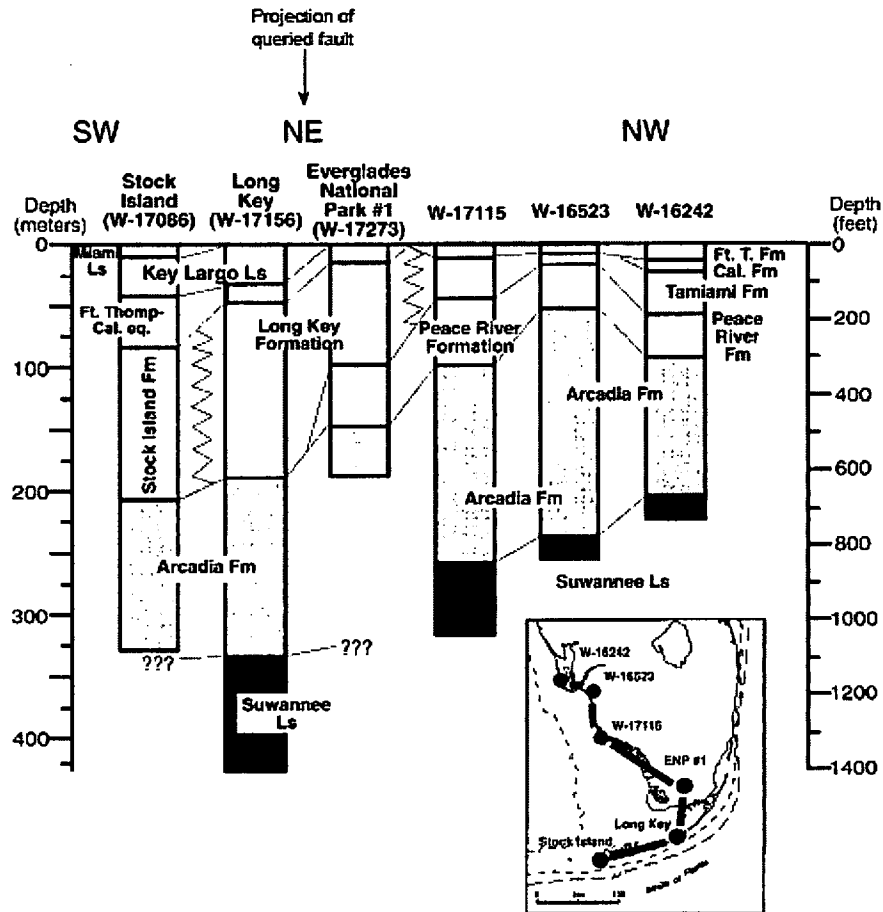 Projection of
queried fault
SW
NE
NW
Depth
(meters)
Stock
Island
(W-17086)
Long
Key
(W-17156)
Everglades
National
Park #1
(W-17273)
W-17115
W-16523
W-16242
Depth
(feet)
0
100
200
300
400
0
200
400
600
800
1000
1200
1400
Miami
Ls
Key Largo Ls
Ft. Thomp-
Cal. eq.
Stock Island Fm
Long Key
Formation
Peace River
Formation
Ft. T. Fm
Cal. Fm
Tamiami Fm
Peace
River
Fm
Arcadia Fm
Arcadia Fm
Arcadia Fm
Suwannee Ls
???
???
Suwannee
Ls
W-16242
W-16523
W-17115
ENP #1
Long Key
Stock Island
Straits of Florida
0